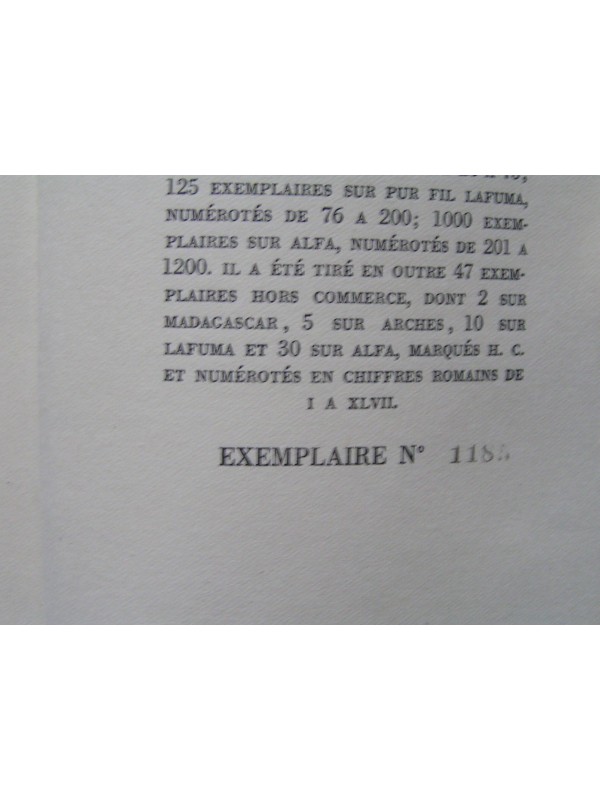 125 EXEMPLAIRES SUR PUR FIL LAFUMA,
NUMÉROTÉS DE 76 A 200; 1000 EXEM-
PLAIRES SUR ALFA, NUMÉROTÉS DE 201 A
1200. IL A ÉTÉ TIRÉ EN OUTRE 47 EXEM-
PLAIRES HORS COMMERCE, DONT 2 SUR
MADAGASCAR, 5 SUR ARCHES, 10 SUR
LAFUMA ET 30 SUR ALFA, MARQUÉS H. C.
ET NUMÉROTÉS EN CHIFFRES ROMAINS DE
I A XLVII.
EXEMPLAIRE N°